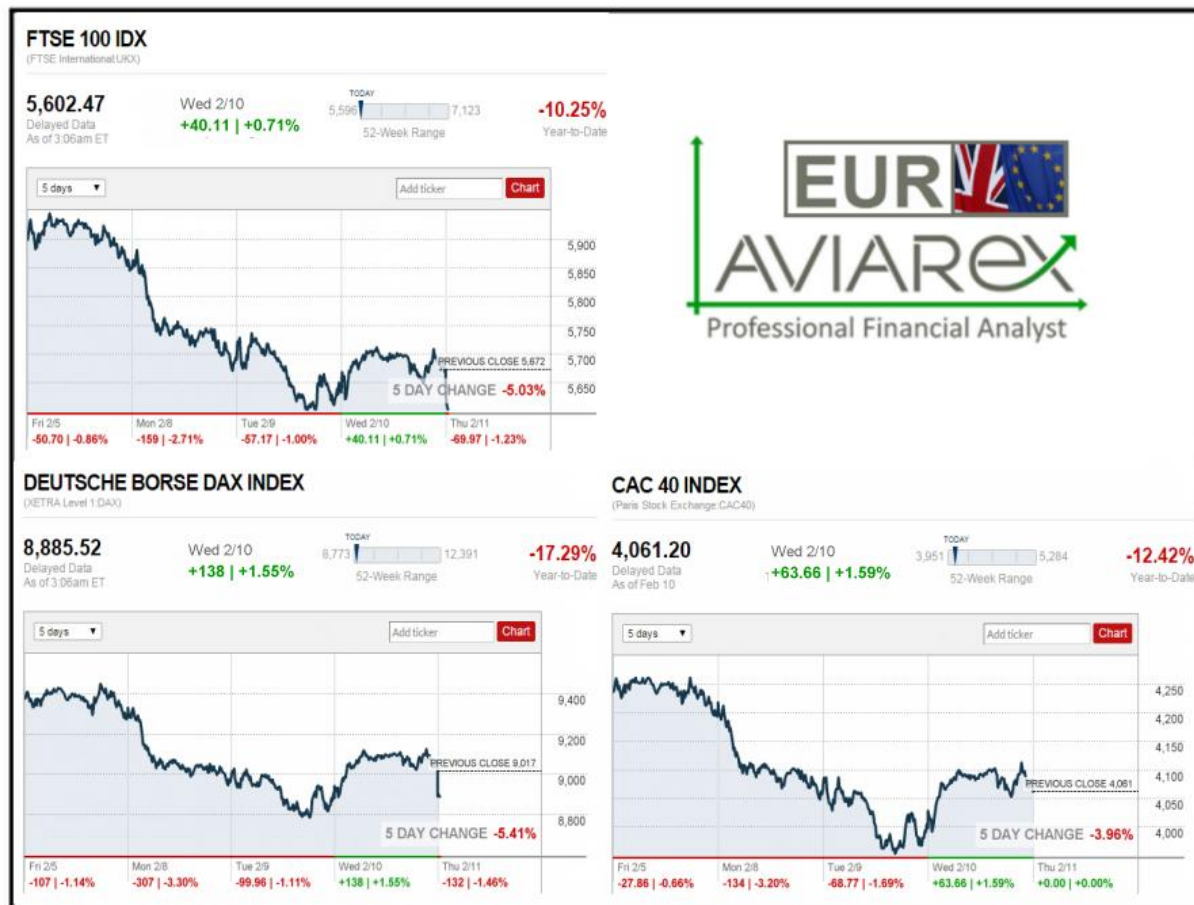 FTSE 100 IDX
(FTSE International:UKX)
5,602.47
Delayed Data
As of 3:06am ET
Wed 2/10
+40.11 | +0.71%
TODAY
5,596
7,123
52-Week Range
-10.25%
Year-to-Date
5 days
Add ticker
Chart
5,900
5,850
5,800
5,750
5,700
5,650
PREVIOUS CLOSE 5,672
5 DAY CHANGE -5.03%
Fri 2/5 Mon 2/8 Tue 2/9 Wed 2/10 Thu 2/11
-50.70 | -0.86% -159 | -2.71% -57.17 | -1.00% +40.11 | +0.71% -69.97 | -1.23%
EUR
AVIAREX
Professional Financial Analyst
DEUTSCHE BORSE DAX INDEX
(XETRA Level 1:DAX)
8,885.52
Delayed Data
As of 3:06am ET
Wed 2/10
+138 | +1.55%
TODAY
8,773
12,391
52-Week Range
-17.29%
Year-to-Date
5 days
Add ticker
Chart
9,400
9,200
9,000
8,800
PREVIOUS CLOSE 9,017
5 DAY CHANGE -5.41%
Fri 2/5 Mon 2/8 Tue 2/9 Wed 2/10 Thu 2/11
-107 | -1.14% -307 | -3.30% -99.96 | -1.11% +138 | +1.55% -132 | -1.46%
CAC 40 INDEX
(Paris Stock Exchange:CAC40)
4,061.20
Delayed Data
As of Feb 10
Wed 2/10
+63.66 | +1.59%
TODAY
3,951
5,284
52-Week Range
-12.42%
Year-to-Date
5 days
Add ticker
Chart
4,250
4,200
4,150
4,100
4,050
4,000
PREVIOUS CLOSE 4,061
5 DAY CHANGE -3.96%
Fri 2/5 Mon 2/8 Tue 2/9 Wed 2/10 Thu 2/11
-27.86 | -0.66% -134 | -3.20% -68.77 | -1.69% +63.66 | +1.59% +0.00 | +0.00%